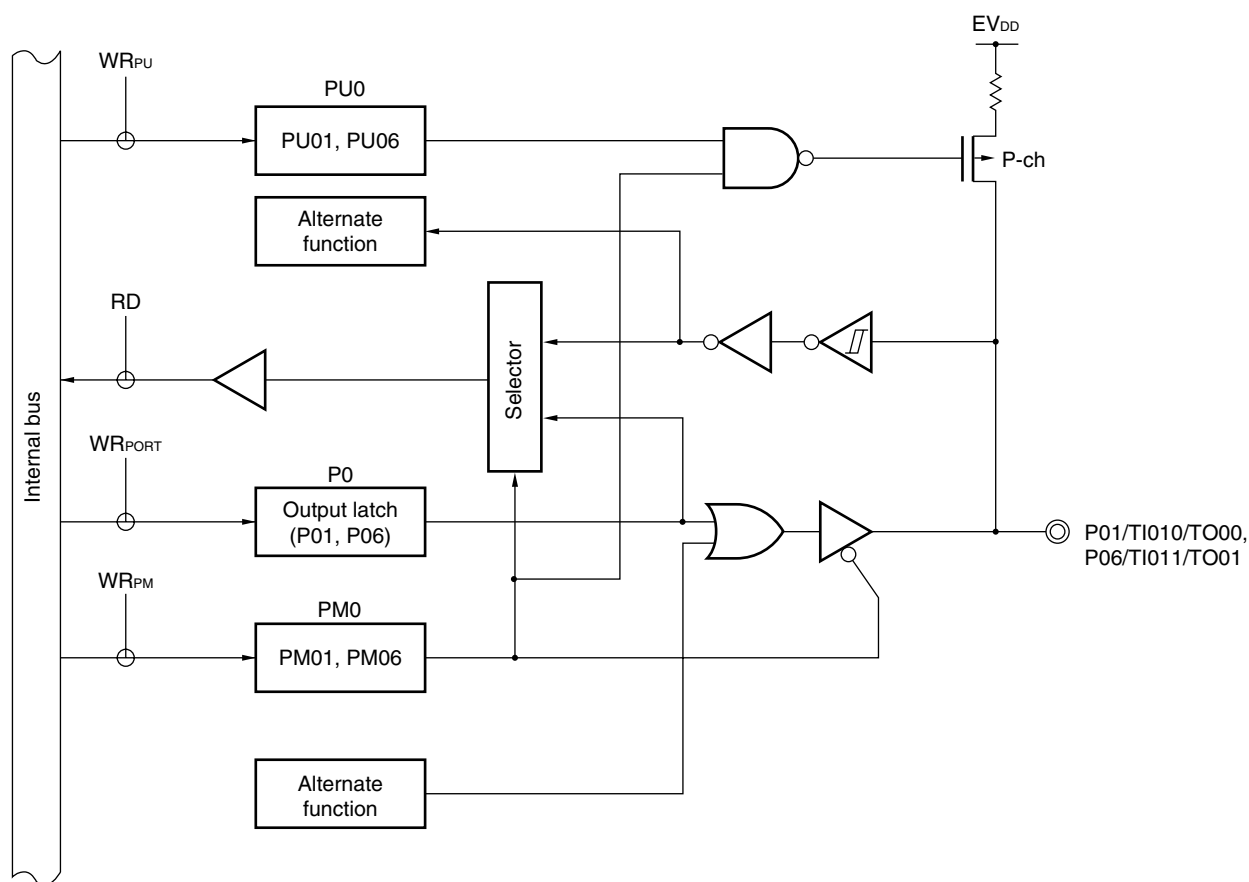 EVDD
WRPU
PU0
PU01, PU06
P-ch
Alternate
function
RD
Selector
Internal bus
WRPORT
P0
Output latch
(P01, P06)
P01/TI010/TO00,
P06/TI011/TO01
WRPM
PM0
PM01, PM06
Alternate
function